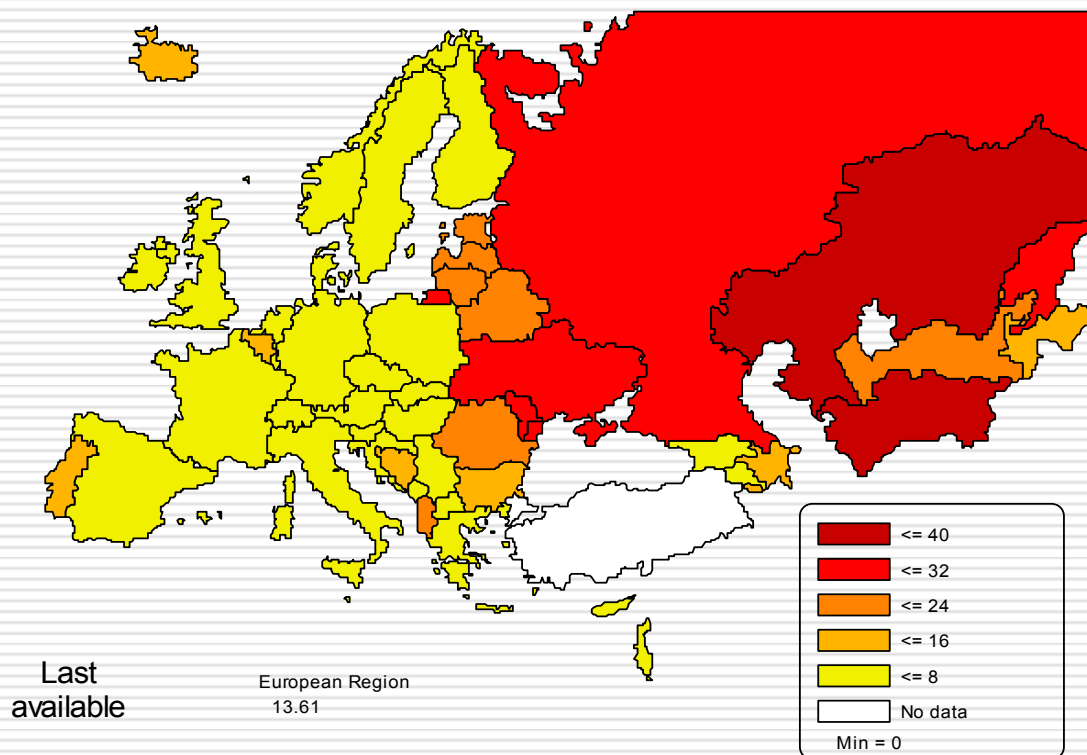 <= 40
<= 32
<= 24
<= 16
<= 8
No data
Min = 0
Last
available
European Region
13.61